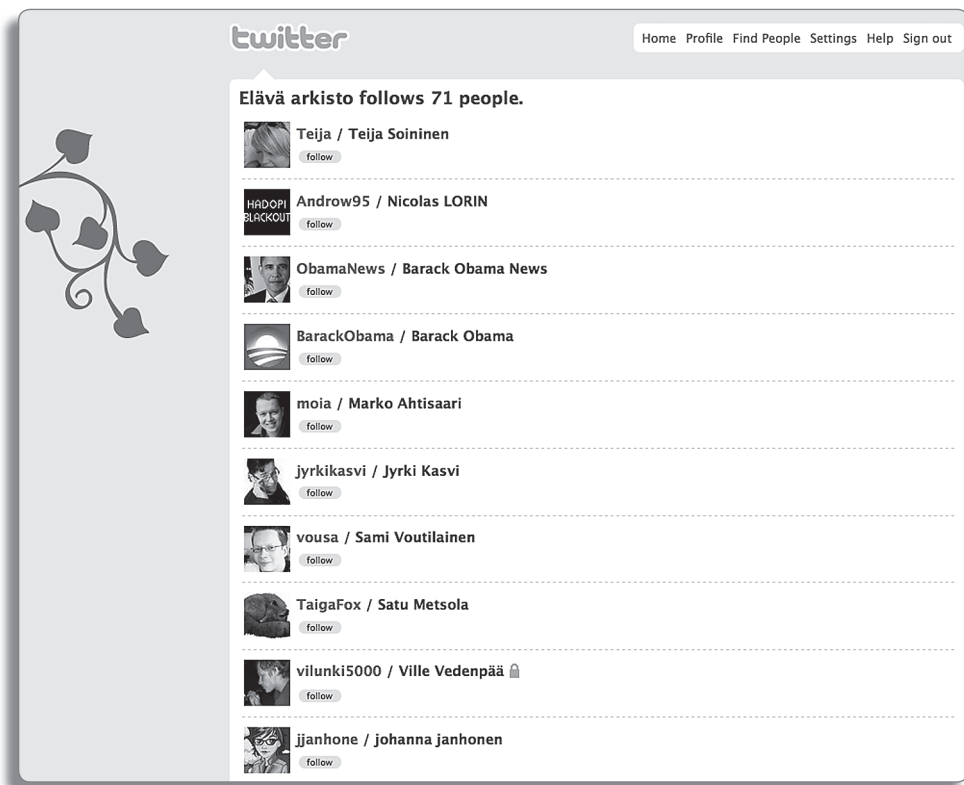 twitter
Home Profile Find People Settings Help Sign out
Elävä arkisto follows 71 people.
Teija / Teija Soininen
follow
HADOPI
BLACKOUT
Androw95 / Nicolas LORIN
follow
ObamaNews / Barack Obama News
follow
BarackObama / Barack Obama
follow
moia / Marko Ahtisaari
follow
jyrkikasvi / Jyrki Kasvi
follow
vousa / Sami Voutilainen
follow
TaigaFox / Satu Metsola
follow
vilunki5000 / Ville Vedenpää
follow
jjanhone / johanna janhonen
follow